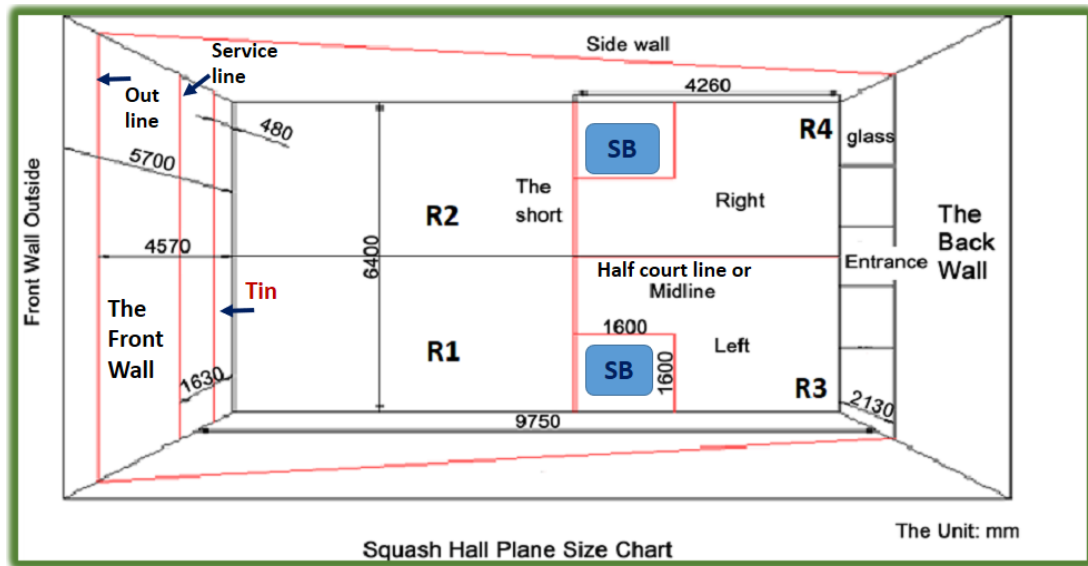 Side wall
Service
line
Out
line
4260
480
R4
glass
SB
5700
The
short
Right
R2
Front Wall Outside
4570
6400
The
Back
Wall
Entrance
Half court line or
Midline
Tin
The
Front
Wall
1600
R1
Left
SB
1600
1630
R3
2130
9750
The Unit: mm
Squash Hall Plane Size Chart